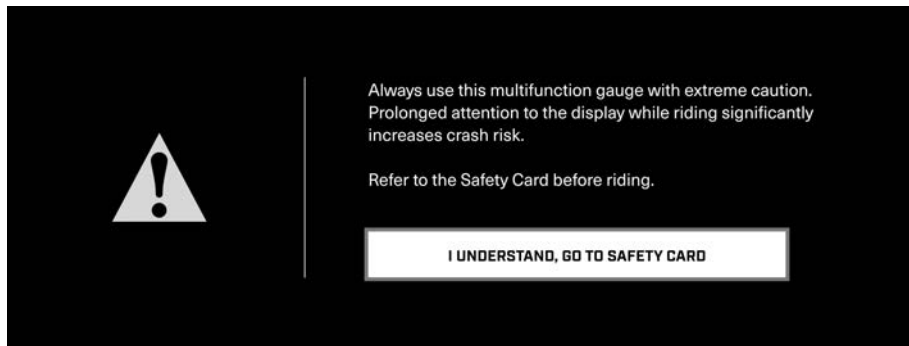 Always use this multifunction gauge with extreme caution.
Prolonged attention to the display while riding significantly
increases crash risk.
Refer to the Safety Card before riding.
I UNDERSTAND, GO TO SAFETY CARD